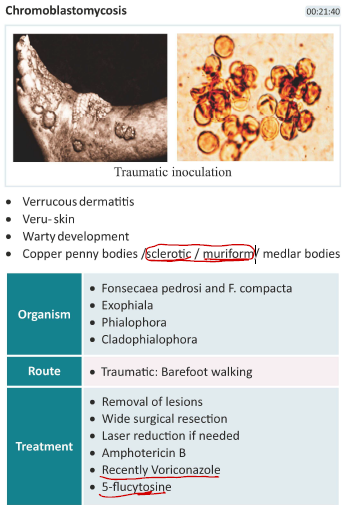 Chromoblastomycosis
00:21:40
Traumatic inoculation
• Verrucous dermatitis
• Veru- skin
• Warty development
• Copper penny bodies /sclerotic / muriform/ medlar bodies
Organism
• Fonsecaea pedrosi and F. compacta
• Exophiala
• Phialophora
• Cladophialophora
Route
• Traumatic: Barefoot walking
Treatment
• Removal of lesions
• Wide surgical resection
• Laser reduction if needed
• Amphotericin B
• Recently Voriconazole
• 5-flucytosine